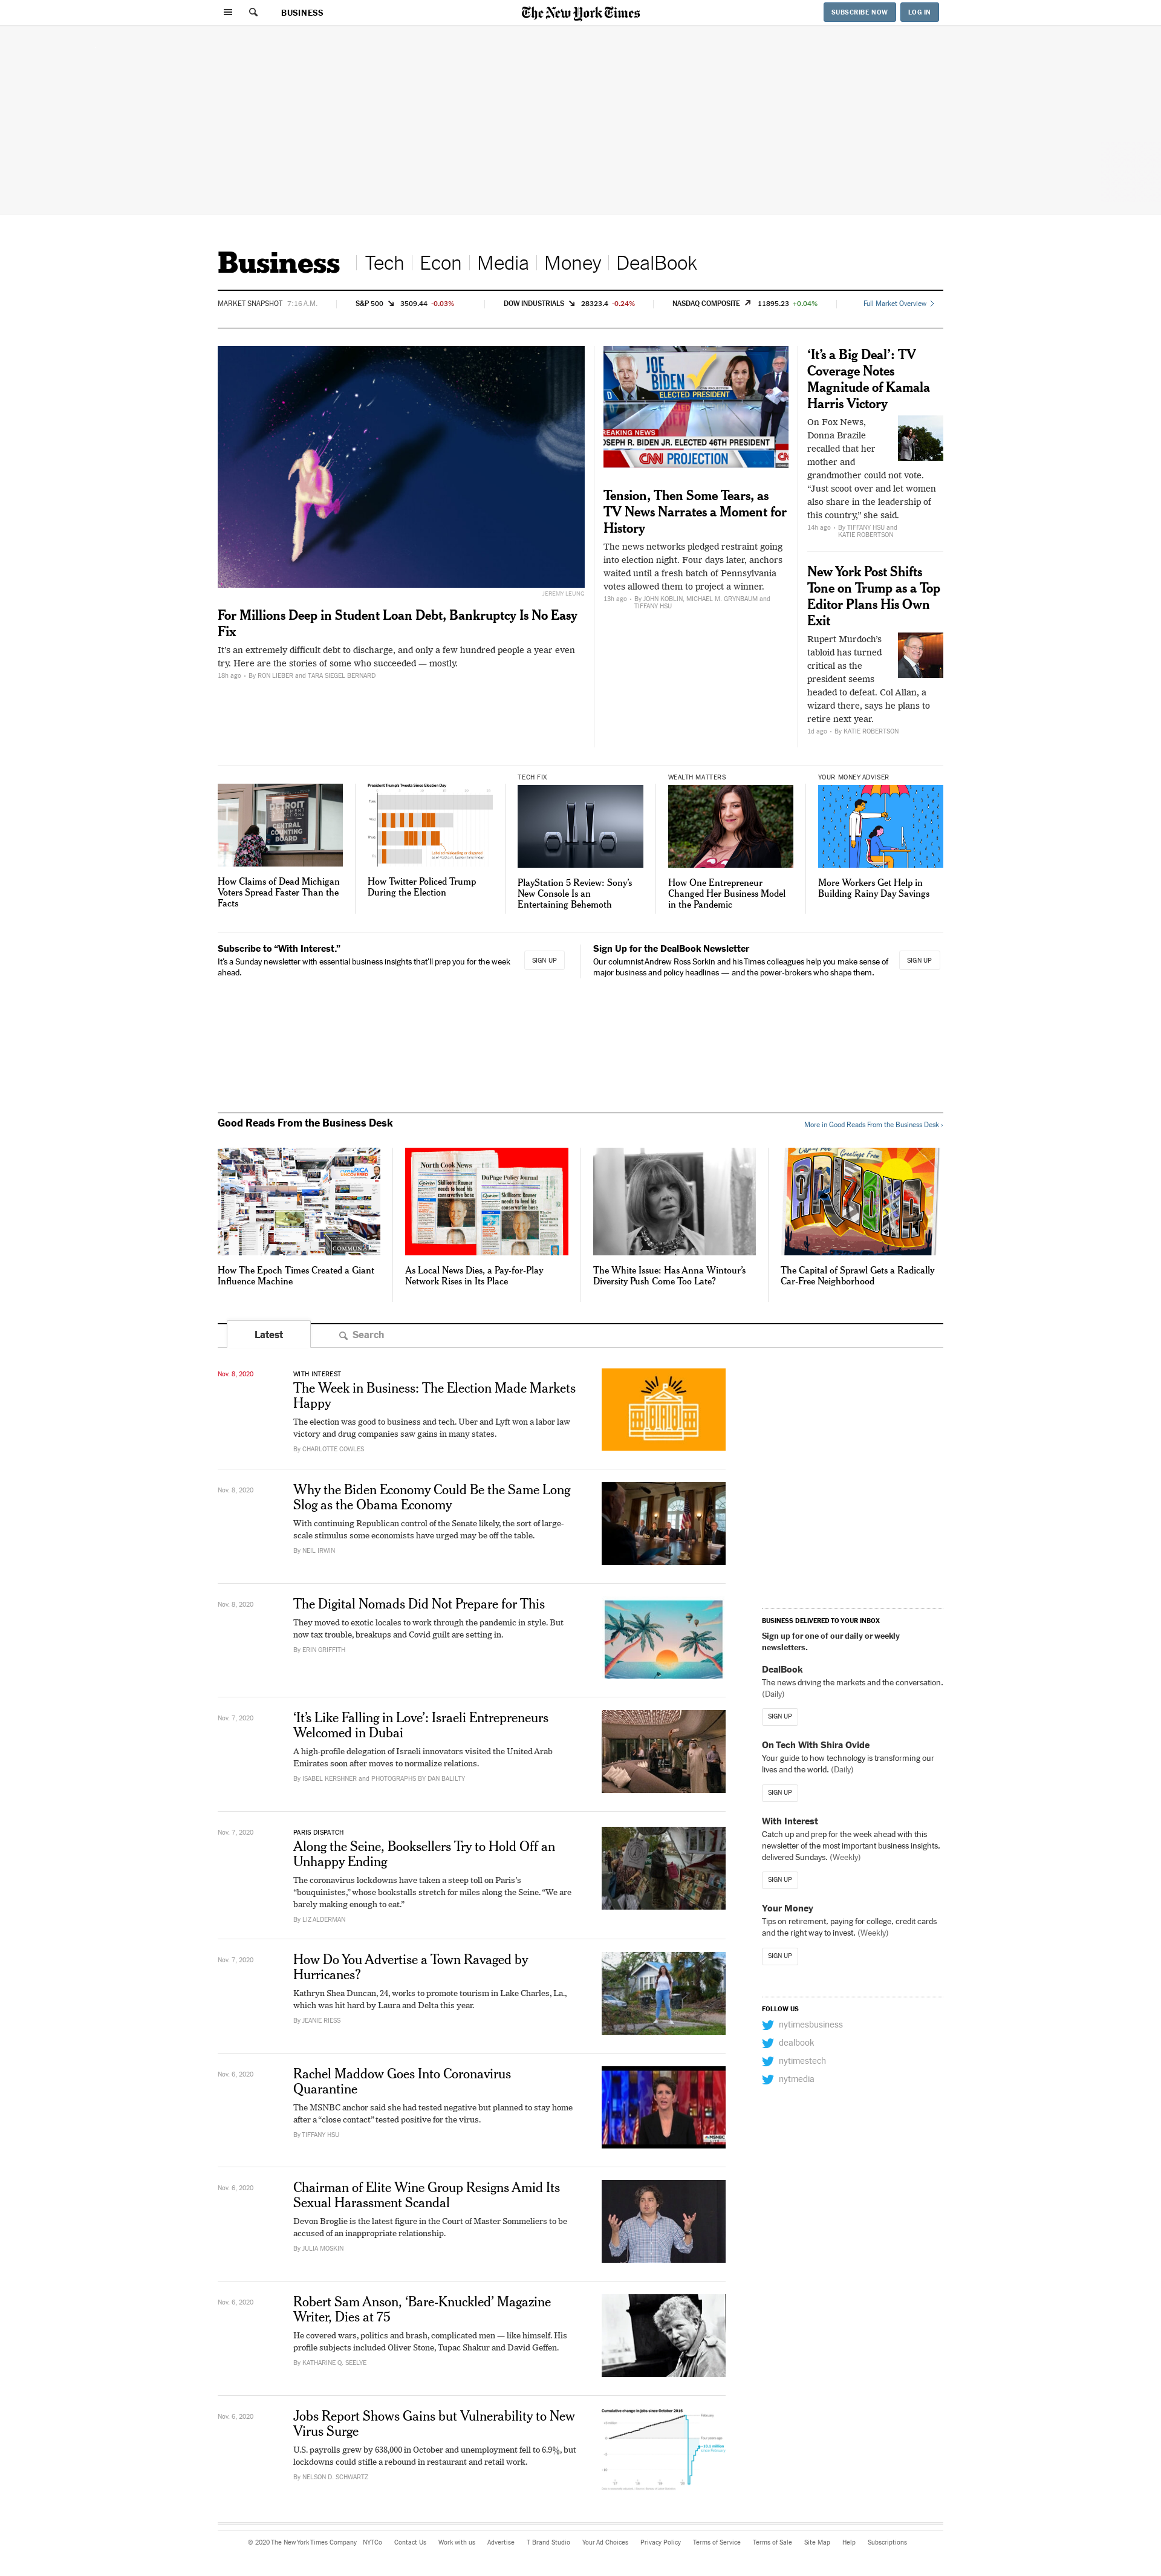 BUSINESS
The New York Times
SUBSCRIBE NOW
LOG IN
Business
Tech
Econ
Media
Money
DealBook
MARKET SNAPSHOT 7:16 A.M.
S&P 500 3509.44 -0.03%
DOW INDUSTRIALS 28323.4 -0.24%
NASDAQ COMPOSITE 11895.23 +0.04%
Full Market Overview
JEREMY LEUNG
For Millions Deep in Student Loan Debt, Bankruptcy Is No Easy
Fix
It's an extremely difficult debt to discharge, and only a few hundred people a year even
try. Here are the stories of some who succeeded — mostly.
18h ago • By RON LIEBER and TARA SIEGEL BERNARD
JOE
BIDEN
ELECTED PRESIDENT
BREAKING NEWS
JOSEPH R. BIDEN JR. ELECTED 46TH PRESIDENT
CNN PROJECTION
Tension, Then Some Tears, as
TV News Narrates a Moment for
History
The news networks pledged restraint going
into election night. Four days later, anchors
waited until a fresh batch of Pennsylvania
votes allowed them to project a winner.
13h ago • By JOHN KOBLIN, MICHAEL M. GRYNBAUM and
TIFFANY HSU
‘It’s a Big Deal’: TV
Coverage Notes
Magnitude of Kamala
Harris Victory
On Fox News,
Donna Brazile
recalled that her
mother and
grandmother could not vote.
“Just scoot over and let women
also share in the leadership of
this country,” she said.
14h ago • By TIFFANY HSU and
KATIE ROBERTSON
New York Post Shifts
Tone on Trump as a Top
Editor Plans His Own
Exit
Rupert Murdoch’s
tabloid has turned
critical as the
president seems
headed to defeat. Col Allan, a
wizard there, says he plans to
retire next year.
1d ago • By KATIE ROBERTSON
DETROIT
CENTRAL
COUNTING
BOARD
How Claims of Dead Michigan
Voters Spread Faster Than the
Facts
President Trump's Tweets Since Election Day
How Twitter Policed Trump
During the Election
TECH FIX
PlayStation 5 Review: Sony’s
New Console Is an
Entertaining Behemoth
WEALTH MATTERS
How One Entrepreneur
Changed Her Business Model
in the Pandemic
YOUR MONEY ADVISER
More Workers Get Help in
Building Rainy Day Savings
Subscribe to “With Interest.”
It’s a Sunday newsletter with essential business insights that’ll prep you for the week
ahead.
SIGN UP
Sign Up for the DealBook Newsletter
Our columnist Andrew Ross Sorkin and his Times colleagues help you make sense of
major business and policy headlines — and the power-brokers who shape them.
SIGN UP
Good Reads From the Business Desk
More in Good Reads From the Business Desk ›
How The Epoch Times Created a Giant
Influence Machine
North Cook News
DuPage Policy Journal
Opinion
As Local News Dies, a Pay-for-Play
Network Rises in Its Place
The White Issue: Has Anna Wintour’s
Diversity Push Come Too Late?
Car-Free Greetings From
ARIZONA
The Capital of Sprawl Gets a Radically
Car-Free Neighborhood
Latest
Search
Nov. 8, 2020
WITH INTEREST
The Week in Business: The Election Made Markets
Happy
The election was good to business and tech. Uber and Lyft won a labor law
victory and drug companies saw gains in many states.
By CHARLOTTE COWLES
Nov. 8, 2020
Why the Biden Economy Could Be the Same Long
Slog as the Obama Economy
With continuing Republican control of the Senate likely, the sort of large-
scale stimulus some economists have urged may be off the table.
By NEIL IRWIN
Nov. 8, 2020
The Digital Nomads Did Not Prepare for This
They moved to exotic locales to work through the pandemic in style. But
now tax trouble, breakups and Covid guilt are setting in.
By ERIN GRIFFITH
Nov. 7, 2020
‘It’s Like Falling in Love’: Israeli Entrepreneurs
Welcomed in Dubai
A high-profile delegation of Israeli innovators visited the United Arab
Emirates soon after moves to normalize relations.
By ISABEL KERSHNER and PHOTOGRAPHS BY DAN BALILTY
Nov. 7, 2020
PARIS DISPATCH
Along the Seine, Booksellers Try to Hold Off an
Unhappy Ending
The coronavirus lockdowns have taken a steep toll on Paris’s
“bouquinistes,” whose bookstalls stretch for miles along the Seine. “We are
barely making enough to eat.”
By LIZ ALDERMAN
Nov. 7, 2020
How Do You Advertise a Town Ravaged by
Hurricanes?
Kathryn Shea Duncan, 24, works to promote tourism in Lake Charles, La.,
which was hit hard by Laura and Delta this year.
By JEANIE RIESS
Nov. 6, 2020
Rachel Maddow Goes Into Coronavirus
Quarantine
The MSNBC anchor said she had tested negative but planned to stay home
after a “close contact” tested positive for the virus.
By TIFFANY HSU
Nov. 6, 2020
Chairman of Elite Wine Group Resigns Amid Its
Sexual Harassment Scandal
Devon Broglie is the latest figure in the Court of Master Sommeliers to be
accused of an inappropriate relationship.
By JULIA MOSKIN
Nov. 6, 2020
Robert Sam Anson, ‘Bare-Knuckled’ Magazine
Writer, Dies at 75
He covered wars, politics and brash, complicated men — like himself. His
profile subjects included Oliver Stone, Tupac Shakur and David Geffen.
By KATHARINE Q. SEELYE
Nov. 6, 2020
Jobs Report Shows Gains but Vulnerability to New
Virus Surge
U.S. payrolls grew by 638,000 in October and unemployment fell to 6.9%, but
lockdowns could stifle a rebound in restaurant and retail work.
By NELSON D. SCHWARTZ
Cumulative change in jobs since October 2016
BUSINESS DELIVERED TO YOUR INBOX
Sign up for one of our daily or weekly
newsletters.
DealBook
The news driving the markets and the conversation.
(Daily)
SIGN UP
On Tech With Shira Ovide
Your guide to how technology is transforming our
lives and the world. (Daily)
SIGN UP
With Interest
Catch up and prep for the week ahead with this
newsletter of the most important business insights,
delivered Sundays. (Weekly)
SIGN UP
Your Money
Tips on retirement, paying for college, credit cards
and the right way to invest. (Weekly)
SIGN UP
FOLLOW US
nytimesbusiness
dealbook
nytimestech
nytmedia
© 2020 The New York Times Company
NYTCo
Contact Us
Work with us
Advertise
T Brand Studio
Your Ad Choices
Privacy Policy
Terms of Service
Terms of Sale
Site Map
Help
Subscriptions